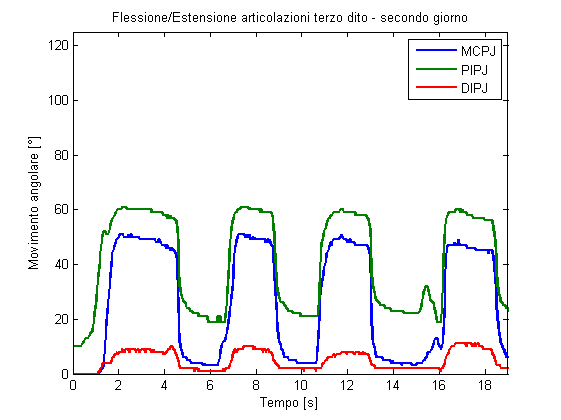 Flessione/Estensione articolazioni terzo dito - secondo giorno
MCPJ
PIPJ
DIPJ
Movimento angolare [°]
120
100
80
60
40
20
0
0 2 4 6 8 10 12 14 16 18
Tempo [s]